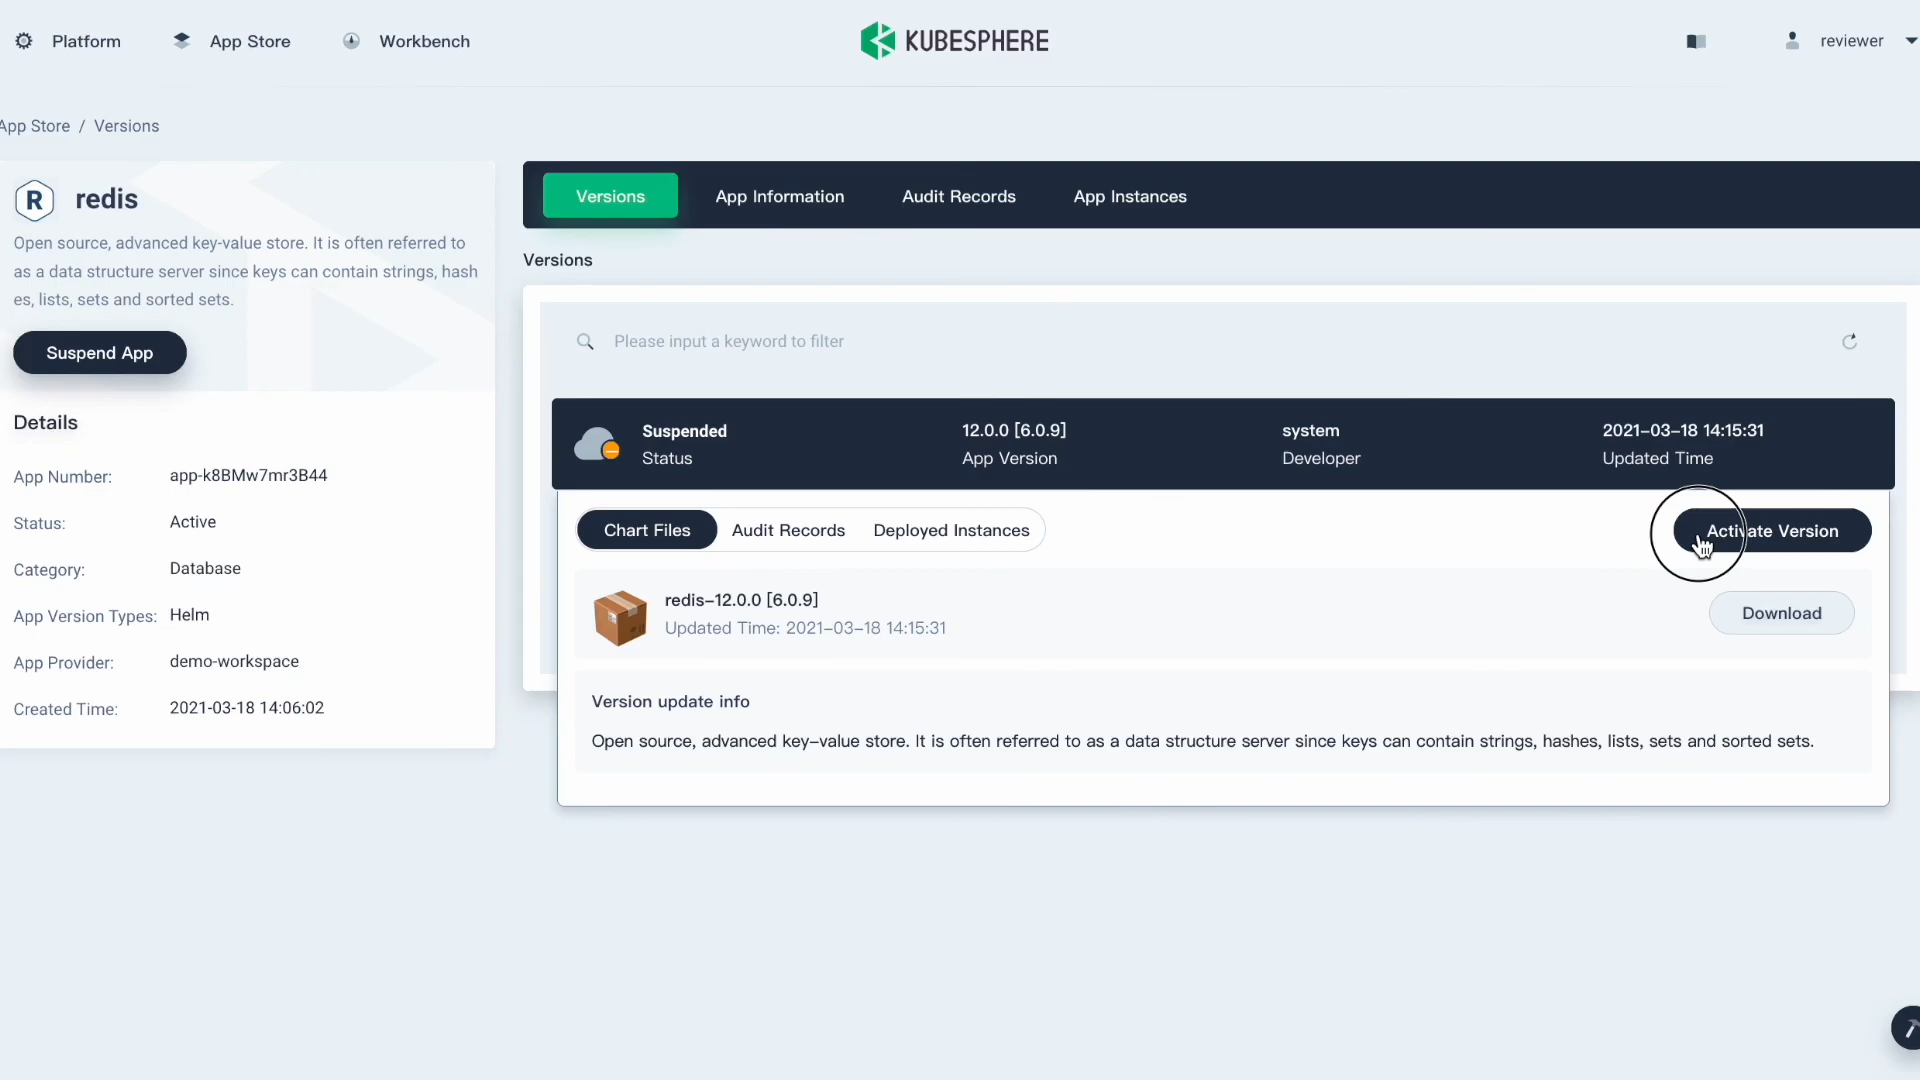 Platform
App Store
Workbench
KUBESPHERE
reviewer
App Store / Versions
R
redis
Open source, advanced key-value store. It is often referred to
as a data structure server since keys can contain strings, hash
es, lists, sets and sorted sets.
Suspend App
Details
App Number: app-k8BMw7mr3B44
Status: Active
Category: Database
App Version Types: Helm
App Provider: demo-workspace
Created Time: 2021-03-18 14:06:02
Versions
App Information
Audit Records
App Instances
Versions
Please input a keyword to filter
Suspended
Status
12.0.0 [6.0.9]
App Version
system
Developer
2021-03-18 14:15:31
Updated Time
Chart Files
Audit Records
Deployed Instances
Activate Version
redis-12.0.0 [6.0.9]
Updated Time: 2021-03-18 14:15:31
Download
Version update info
Open source, advanced key-value store. It is often referred to as a data structure server since keys can contain strings, hashes, lists, sets and sorted sets.